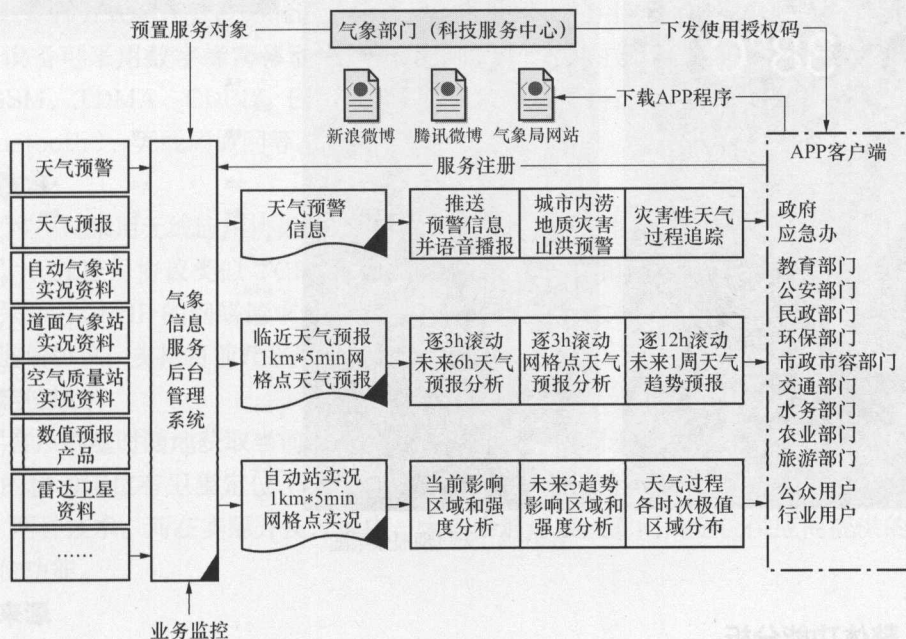 预置服务对象
气象部门（科技服务中心）
下发使用授权码
新浪微博
腾讯微博
气象局网站
下载APP程序
服务注册
天气预警
天气预报
自动气象站
实况资料
道面气象站
实况资料
空气质量站
实况资料
数值预报
产品
雷达卫星
资料
……
气象
信息
服务
后台
管理
系统
业务监控
天气预警
信息
推送
预警信息
并语音播报
城市内涝
地质灾害
山洪预警
灾害性天气
过程追踪
临近天气预报
1km*5min网
格点天气预报
逐3h滚动
未来6h天气
预报分析
逐3h滚动
网格点天气
预报分析
逐12h滚动
未来1周天气
趋势预报
自动站实况
1km*5min
网格点实况
当前影响
区域和强
度分析
未来3趋势
影响区域和
强度分析
天气过程
各时次极值
区域分布
APP客户端
政府
应急办
教育部门
公安部门
民政部门
环保部门
市政市容部门
交通部门
水务部门
农业部门
旅游部门
公众用户
行业用户